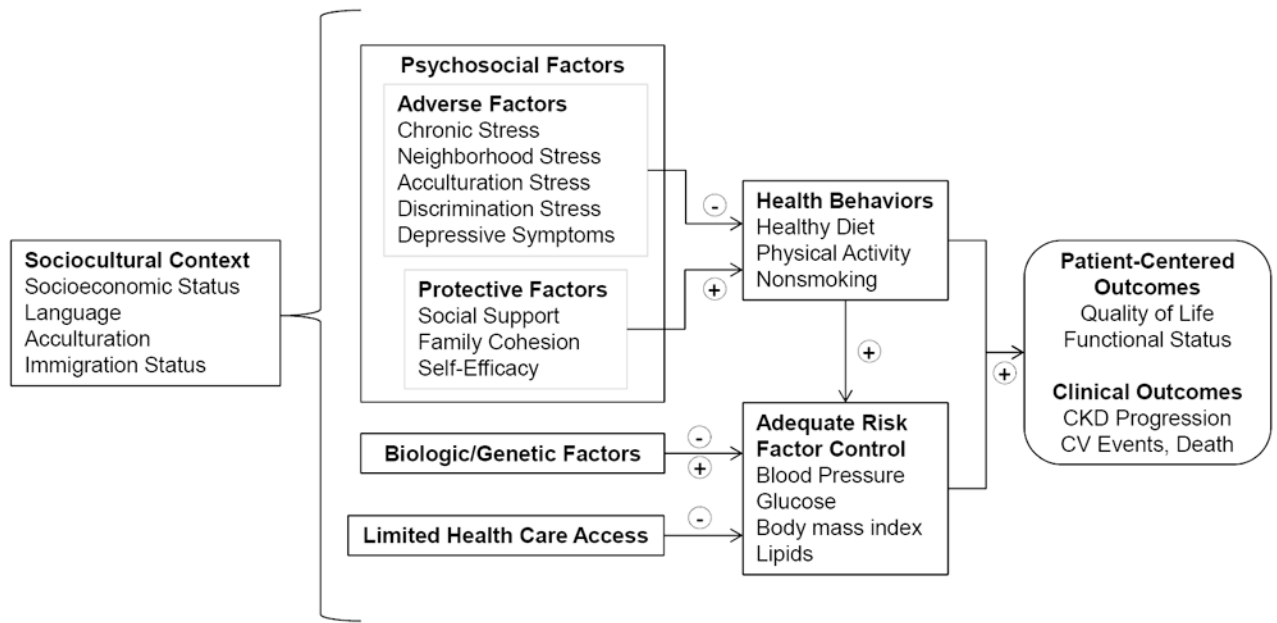 Sociocultural Context
Socioeconomic Status
Language
Acculturation
Immigration Status
Psychosocial Factors
Adverse Factors
Chronic Stress
Neighborhood Stress
Acculturation Stress
Discrimination Stress
Depressive Symptoms
Protective Factors
Social Support
Family Cohesion
Self-Efficacy
Biologic/Genetic Factors
Limited Health Care Access
-
+
-
+
-
Health Behaviors
Healthy Diet
Physical Activity
Nonsmoking
+
Adequate Risk
Factor Control
Blood Pressure
Glucose
Body mass index
Lipids
+
Patient-Centered
Outcomes
Quality of Life
Functional Status
Clinical Outcomes
CKD Progression
CV Events, Death